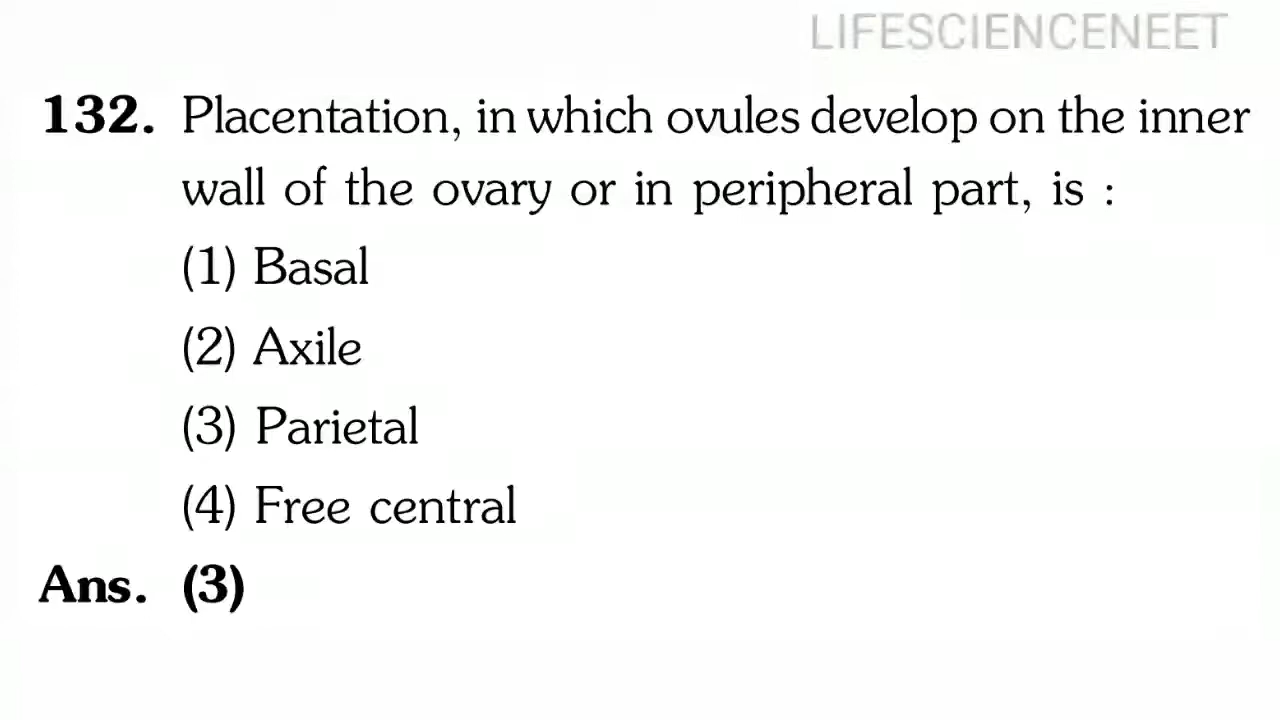 LIFESCIENCENEET
132. Placentation, in which ovules develop on the inner
wall of the ovary or in peripheral part, is :
(1) Basal
(2) Axile
(3) Parietal
(4) Free central
Ans. (3)